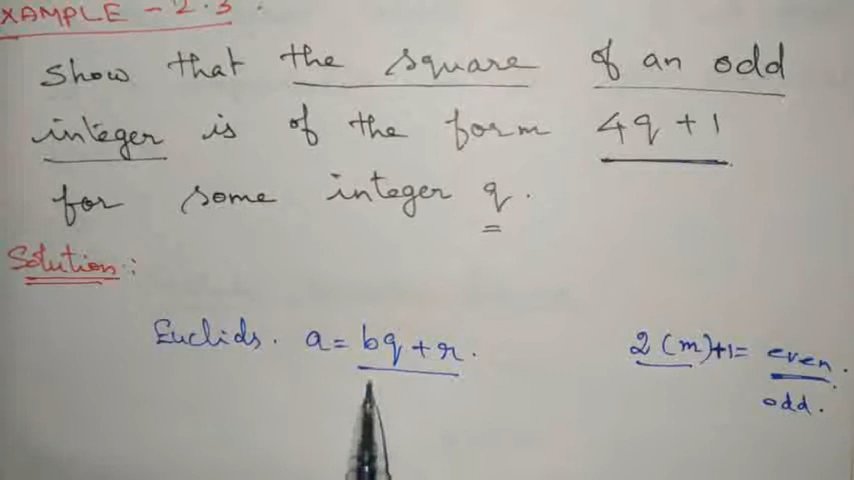 XAMPLE - 2.3.
Show that the square of an odd
integer is of the form 4q + 1
for some integer q.
Solution:
Euclids. a = bq + r.
2(m)+1= even.
odd.